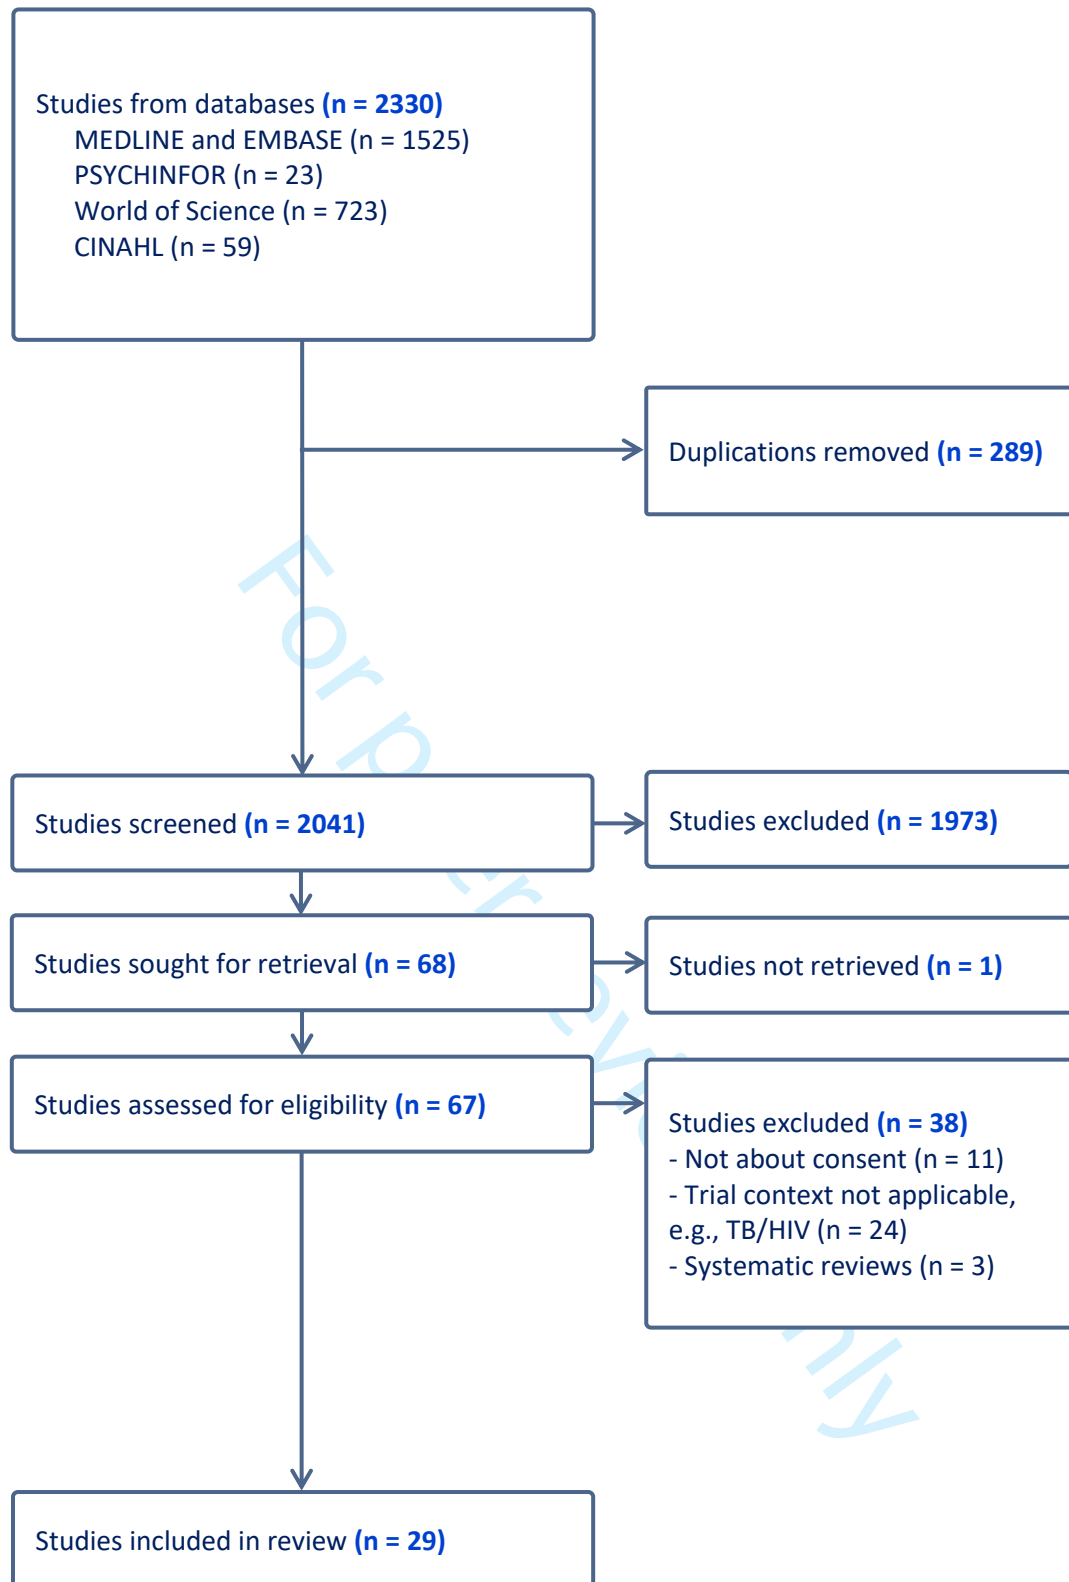 Studies from databases (n = 2330)
MEDLINE and EMBASE (n = 1525)
PSYCHINFOR (n = 23)
World of Science (n = 723)
CINAHL (n = 59)
Duplications removed (n = 289)
Studies screened (n = 2041)
Studies excluded (n = 1973)
Studies sought for retrieval (n = 68)
Studies not retrieved (n = 1)
Studies assessed for eligibility (n = 67)
Studies excluded (n = 38)
- Not about consent (n = 11)
- Trial context not applicable,
e.g., TB/HIV (n = 24)
- Systematic reviews (n = 3)
Studies included in review (n = 29)
For peer review only